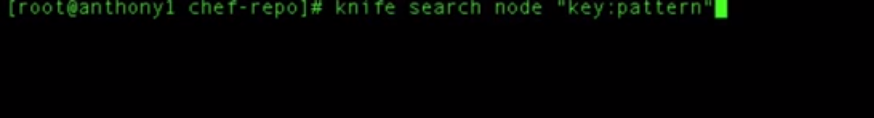 [root@anthony1 chef-repo]# knife search node "key:pattern"